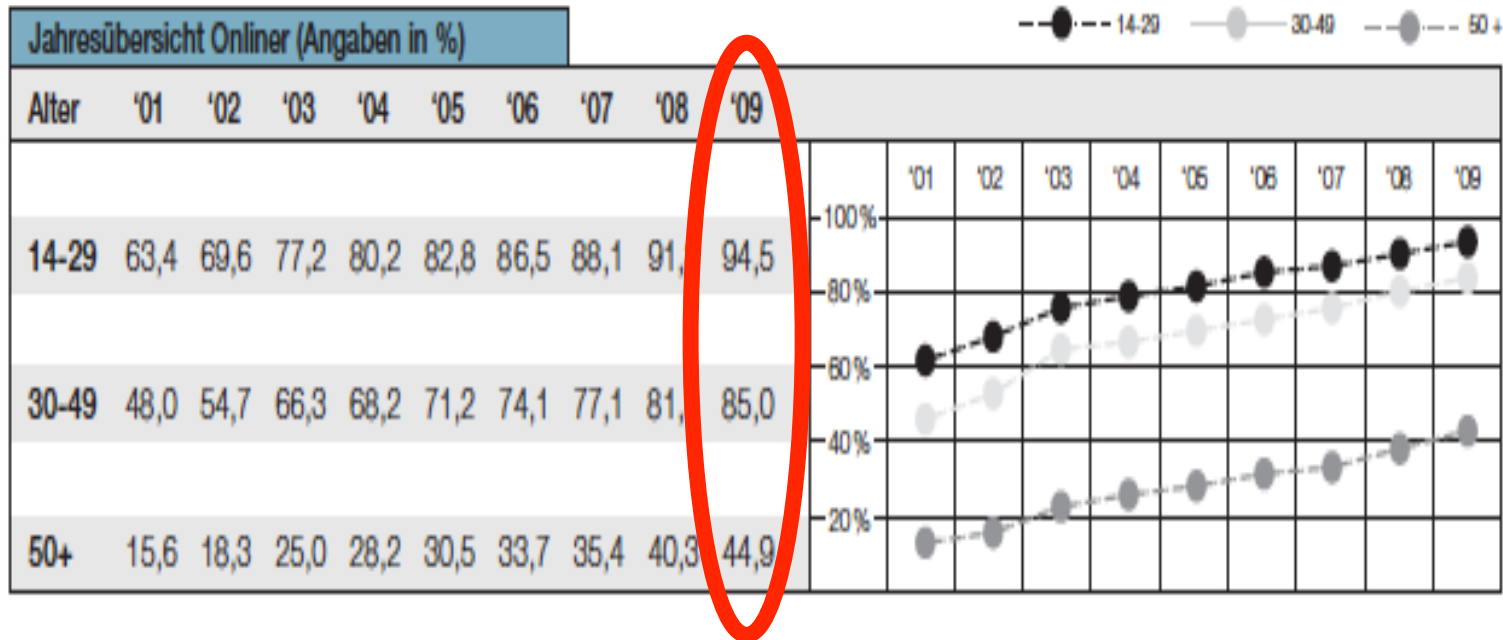 Jahresübersicht Onliner (Angaben in %)
14-29 30-49 50 +
Alter ‘01 ‘02 ‘03 ‘04 ‘05 ‘06 ‘07 ‘08 ‘09
‘01 ‘02 ‘03 ‘04 ‘05 ‘06 ‘07 ‘08 ‘09
100%
14-29 63,4 69,6 77,2 80,2 82,8 86,5 88,1 91, 94,5
80%
60%
30-49 48,0 54,7 66,3 68,2 71,2 74,1 77,1 81, 85,0
40%
20%
50+ 15,6 18,3 25,0 28,2 30,5 33,7 35,4 40,3 44,9